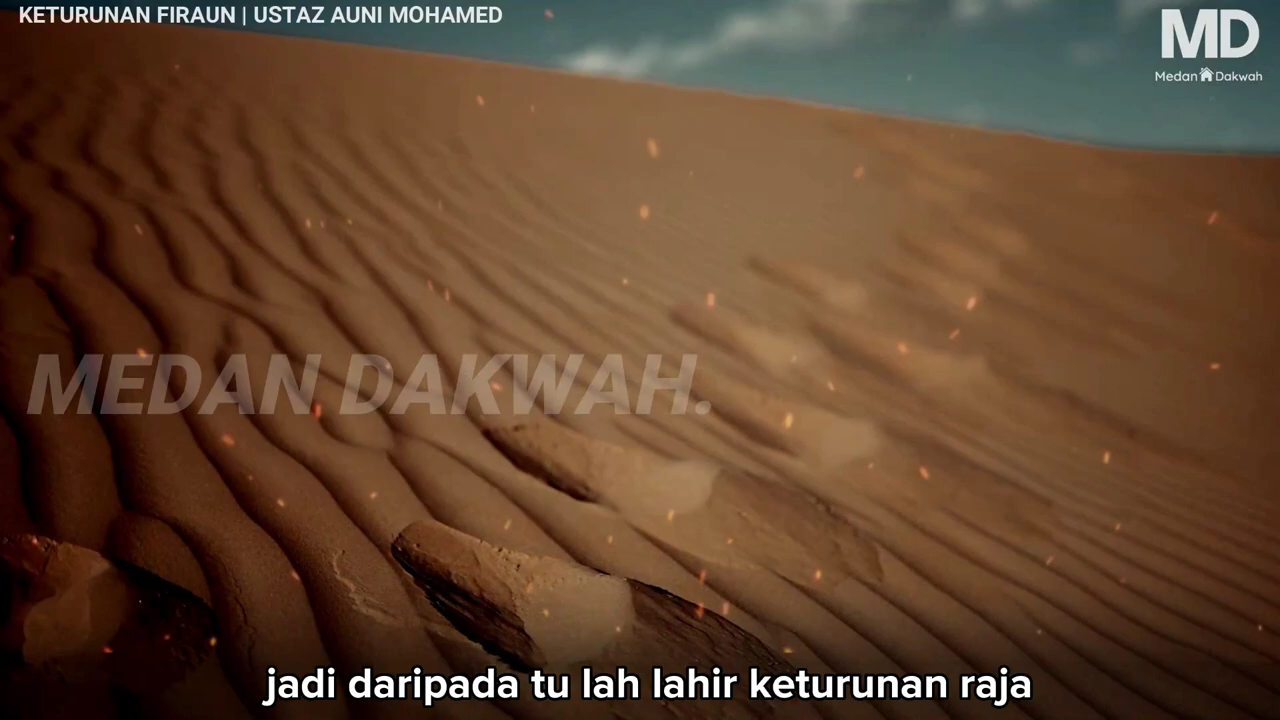 KETURUNAN FIRAUN | USTAZ AUNI MOHAMED
MD
Medan Dakwah
MEDAN DAKWAH.
jadi daripada tu lah lahir keturunan raja